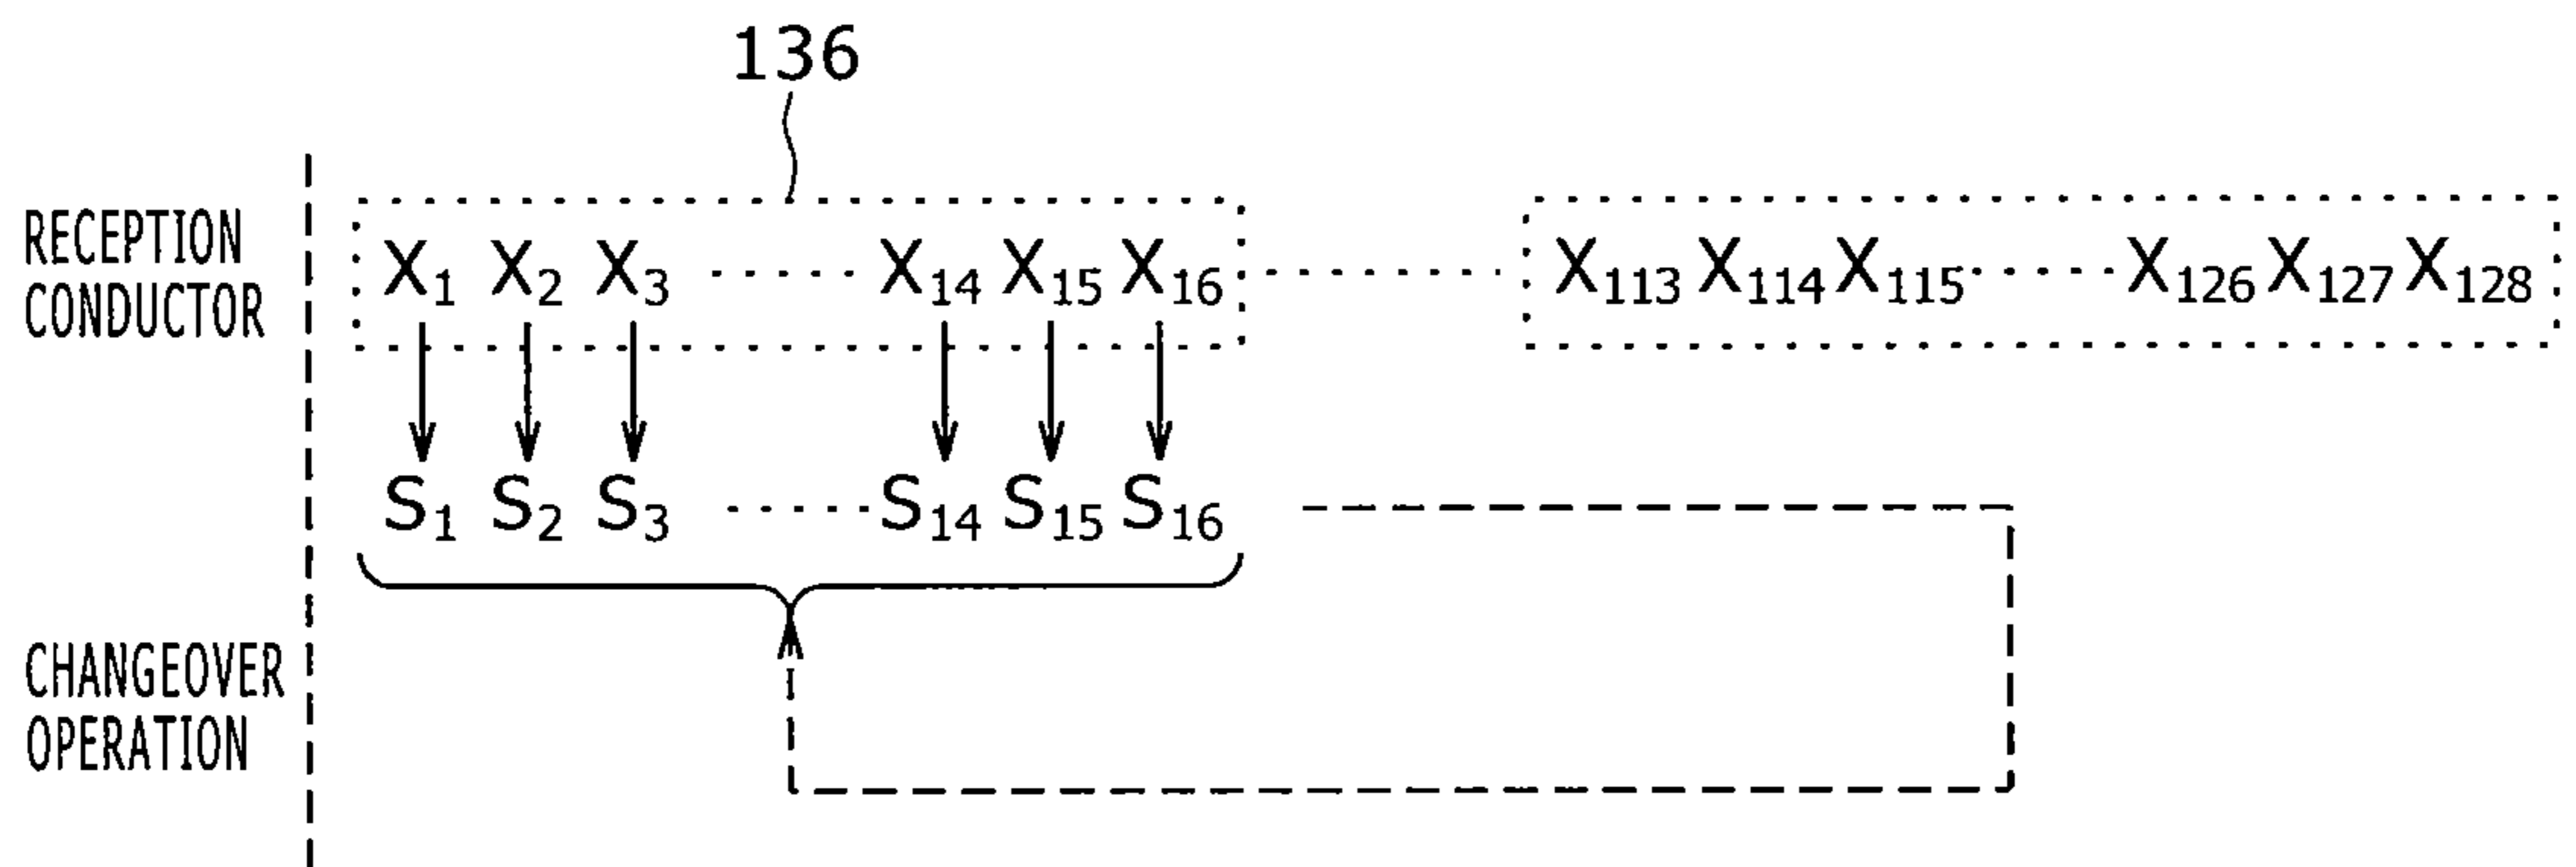 136
RECEPTION
CONDUCTOR
X1 X2 X3 ...... X14 X15 X16 ........... X113 X114 X115 ...... X126 X127 X128
S1 S2 S3 ...... S14 S15 S16
CHANGEOVER
OPERATION